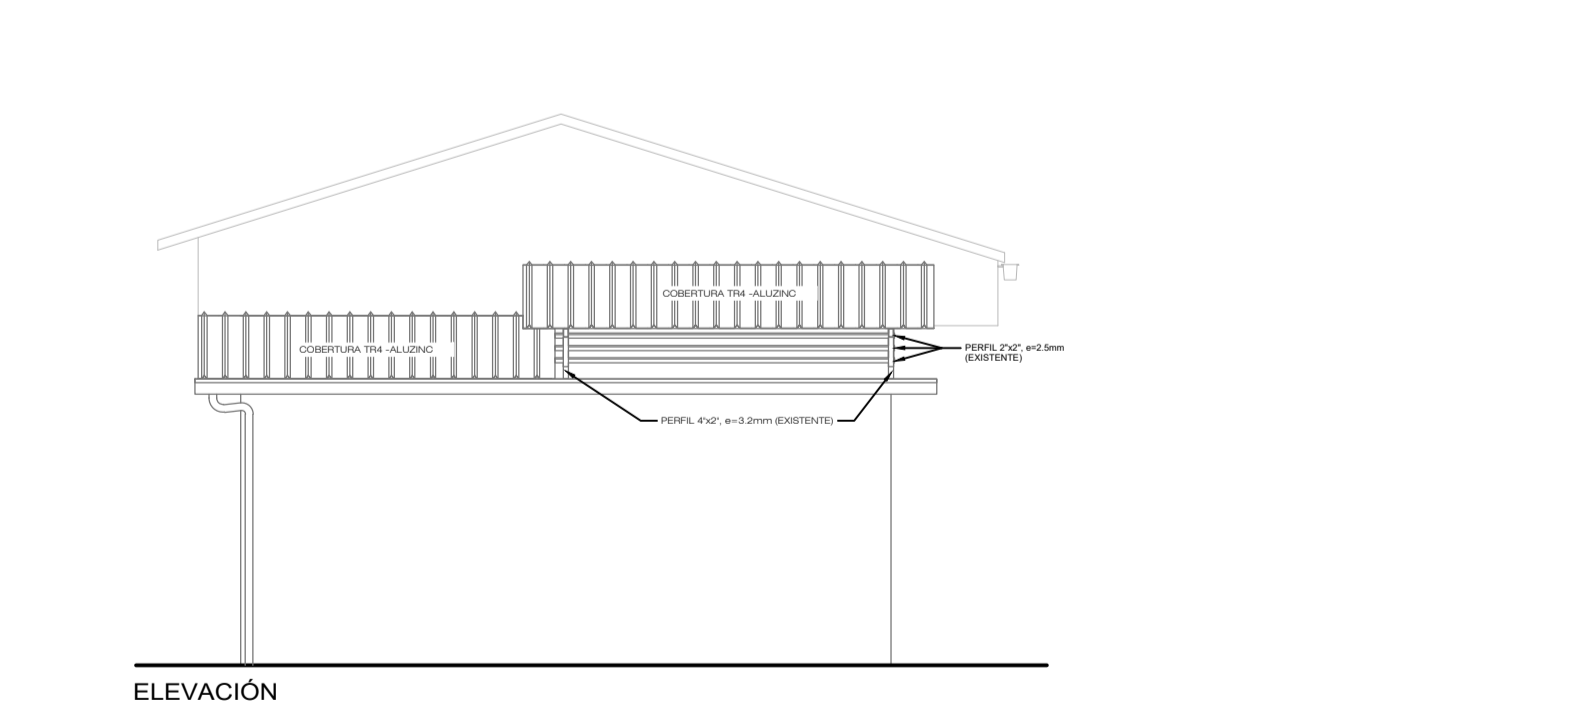 COBERTURA TR4 -ALUZINC
COBERTURA TR4 -ALUZINC
PERFIL 2"x2", e=2.5mm
(EXISTENTE)
PERFIL 4"x2", e=3.2mm (EXISTENTE)
ELEVACIÓN